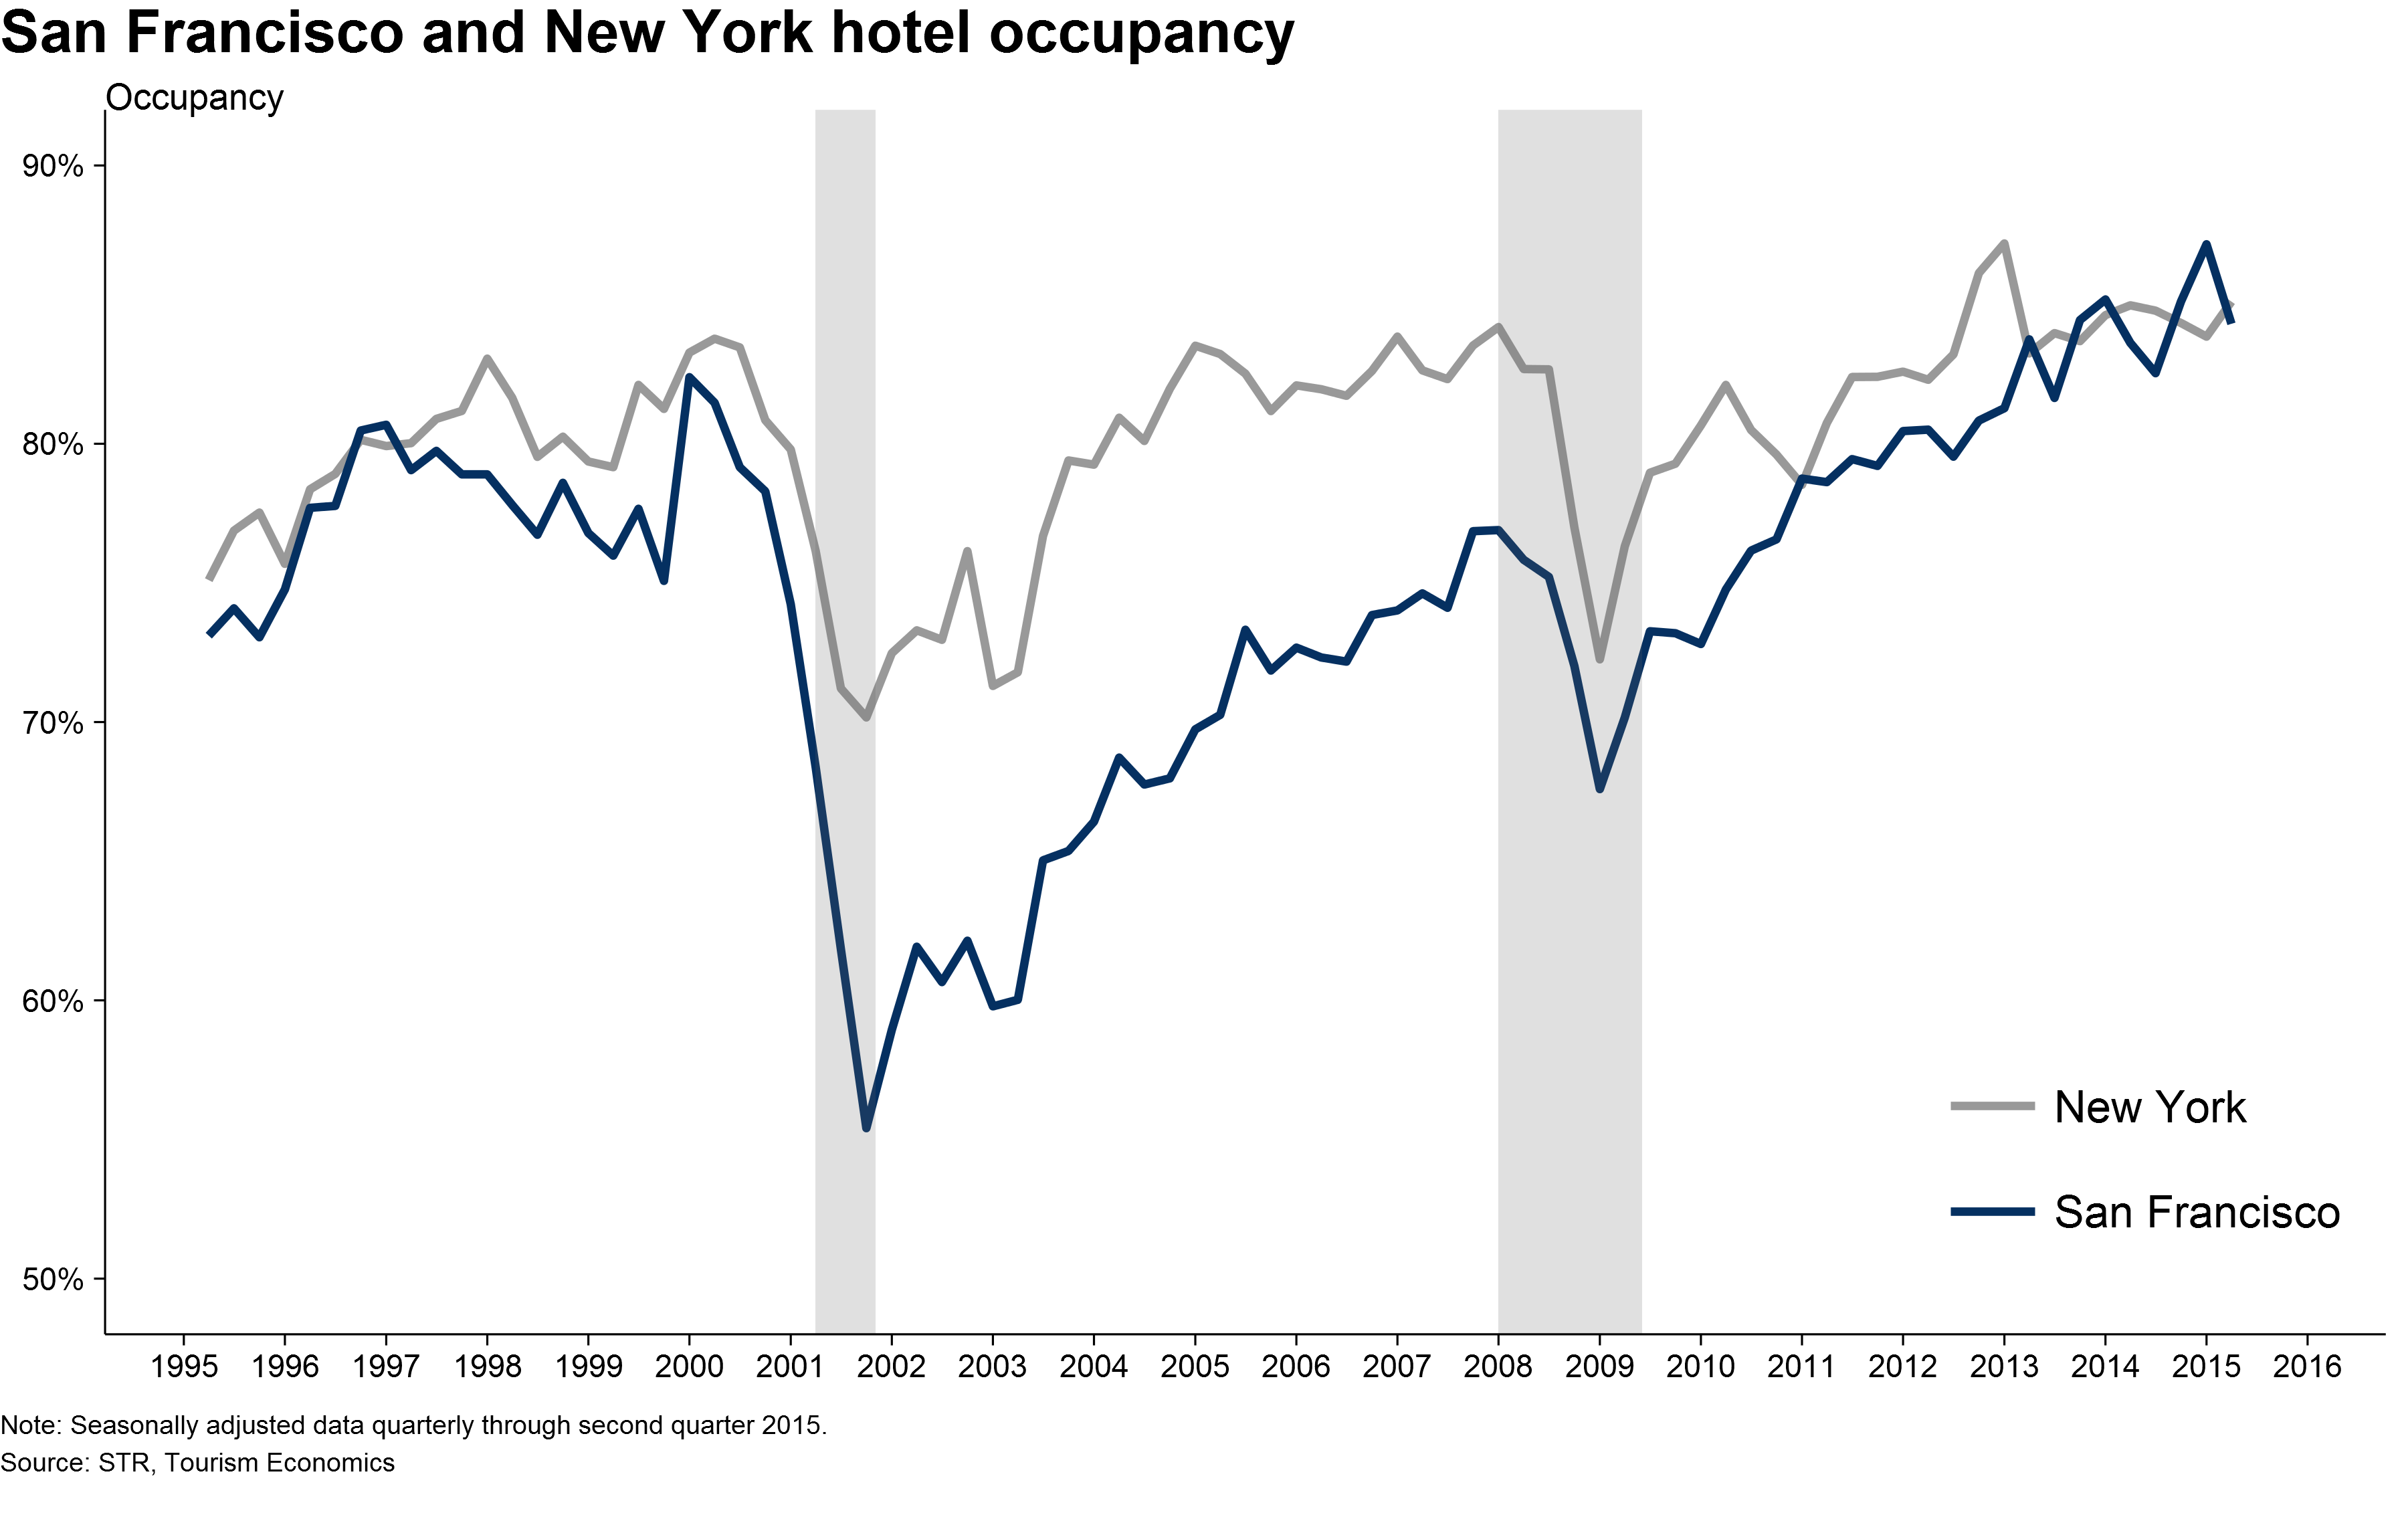 San Francisco and New York hotel occupancy
Occupancy
90%
80%
70%
60%
50%
New York
San Francisco
1995 1996 1997 1998 1999 2000 2001 2002 2003 2004 2005 2006 2007 2008 2009 2010 2011 2012 2013 2014 2015 2016
Note: Seasonally adjusted data quarterly through second quarter 2015.
Source: STR, Tourism Economics